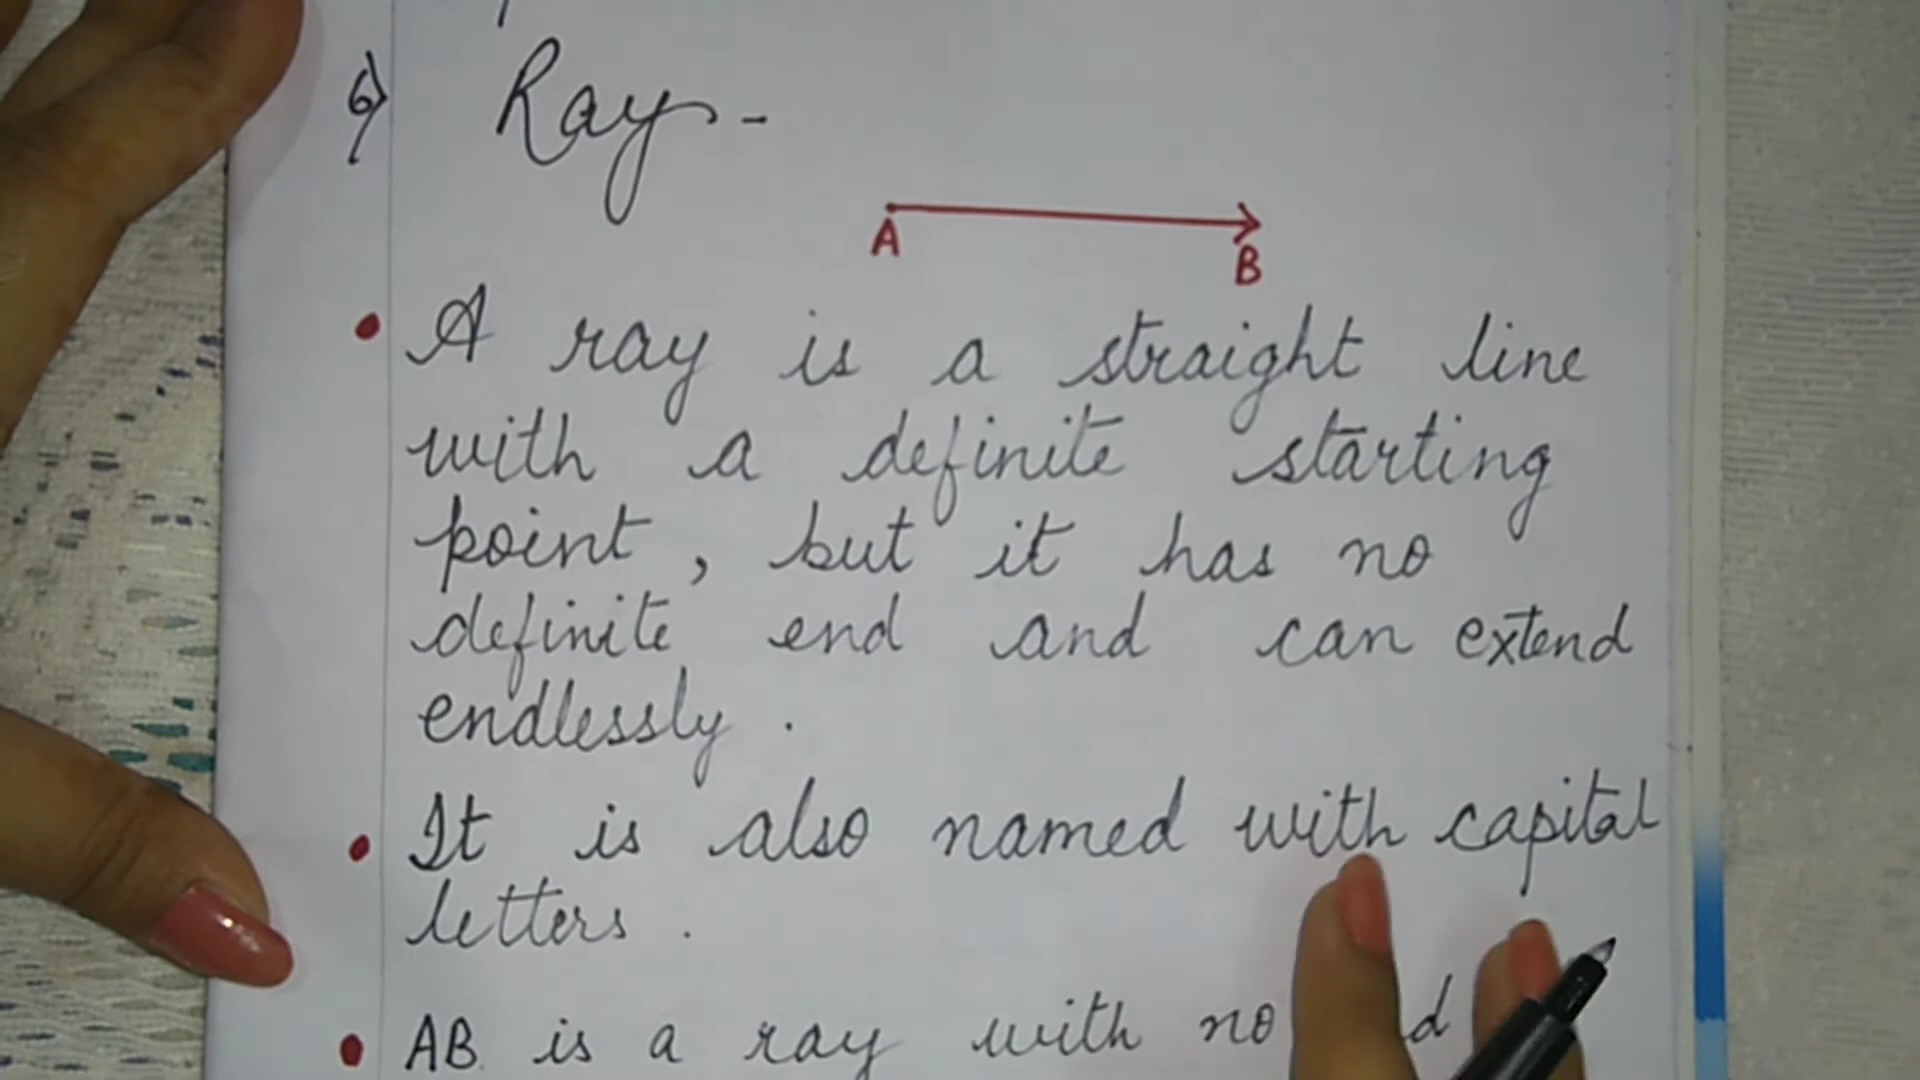 6) Ray -
A B
• A ray is a straight line
with a definite starting
point, but it has no
definite end and can extend
endlessly.
• It is also named with capital
letters.
• AB is a ray with no